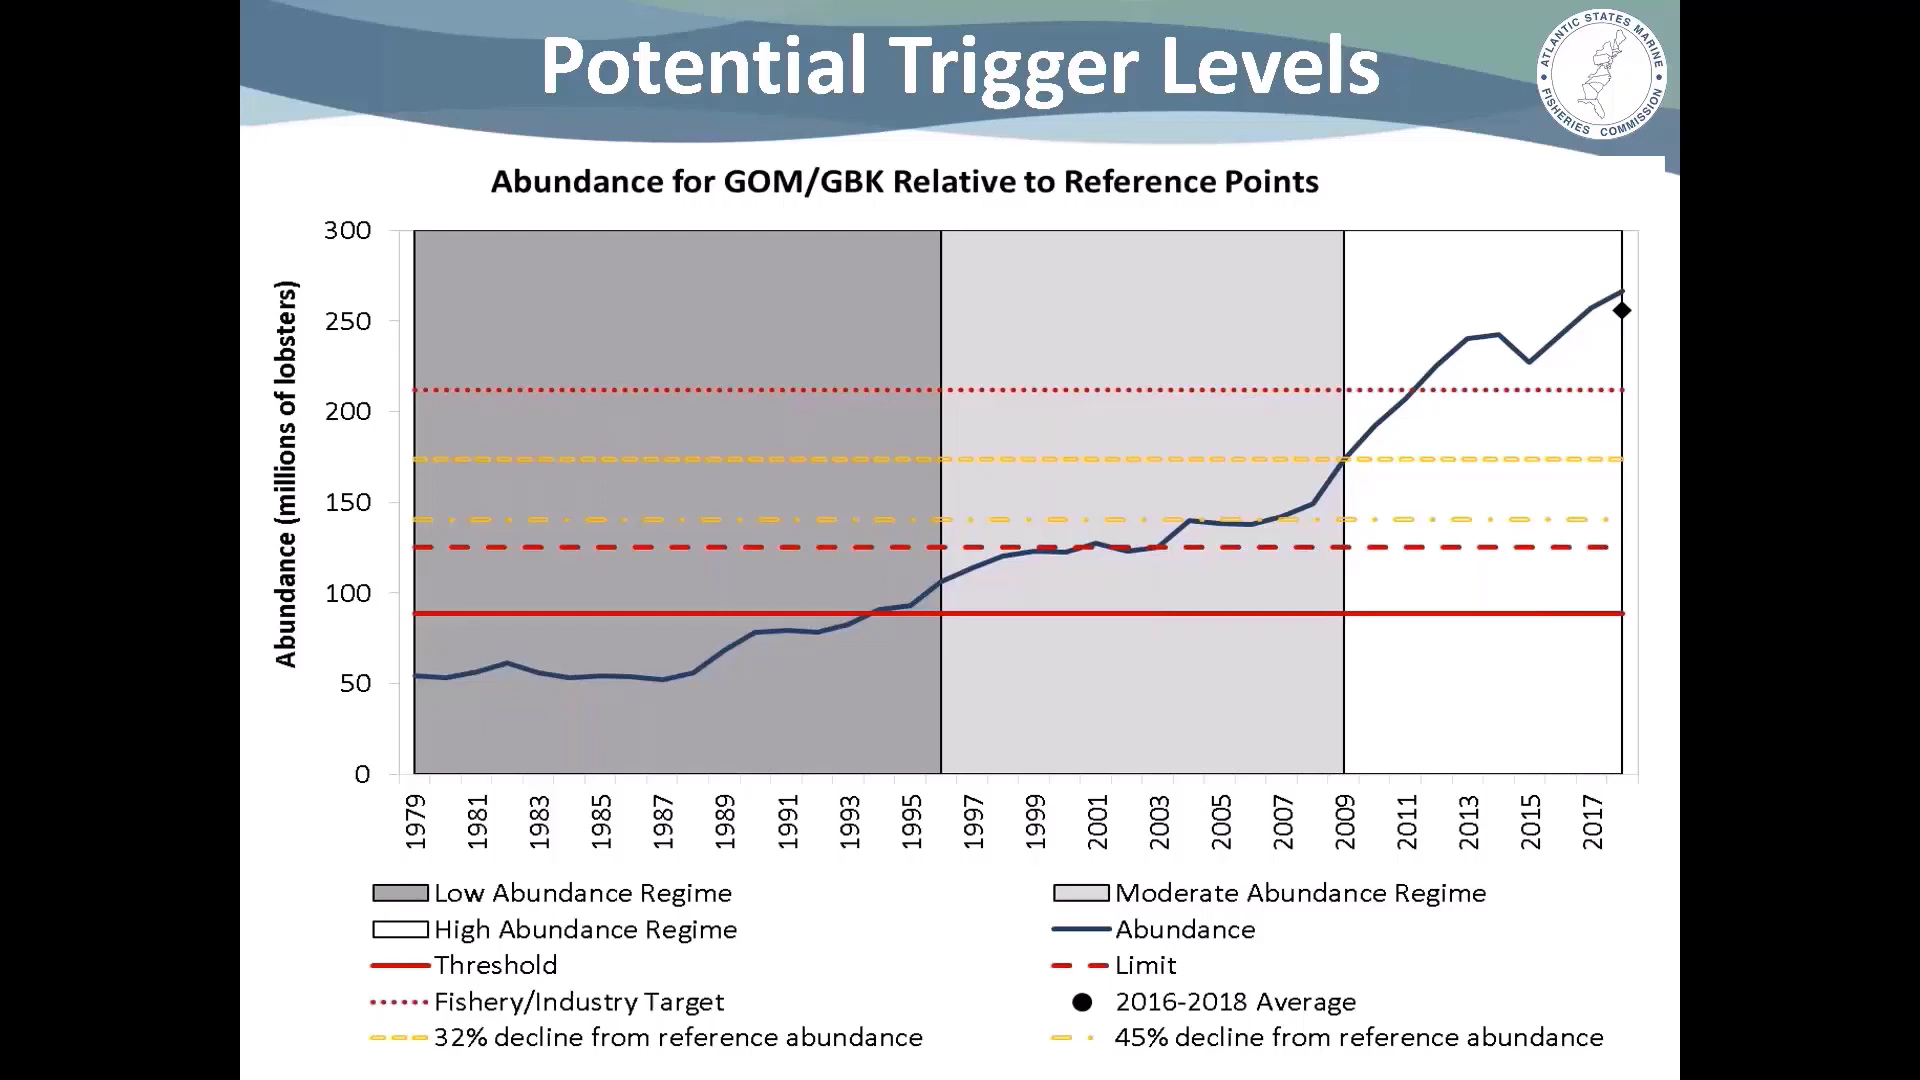 Potential Trigger Levels
ATLANTIC STATES MARINE
FISHERIES COMMISSION
Abundance for GOM/GBK Relative to Reference Points
Abundance (millions of lobsters)
300
250
200
150
100
50
0
1979 1981 1983 1985 1987 1989 1991 1993 1995 1997 1999 2001 2003 2005 2007 2009 2011 2013 2015 2017
Low Abundance Regime Moderate Abundance Regime
High Abundance Regime Abundance
Threshold Limit
Fishery/Industry Target 2016-2018 Average
32% decline from reference abundance 45% decline from reference abundance